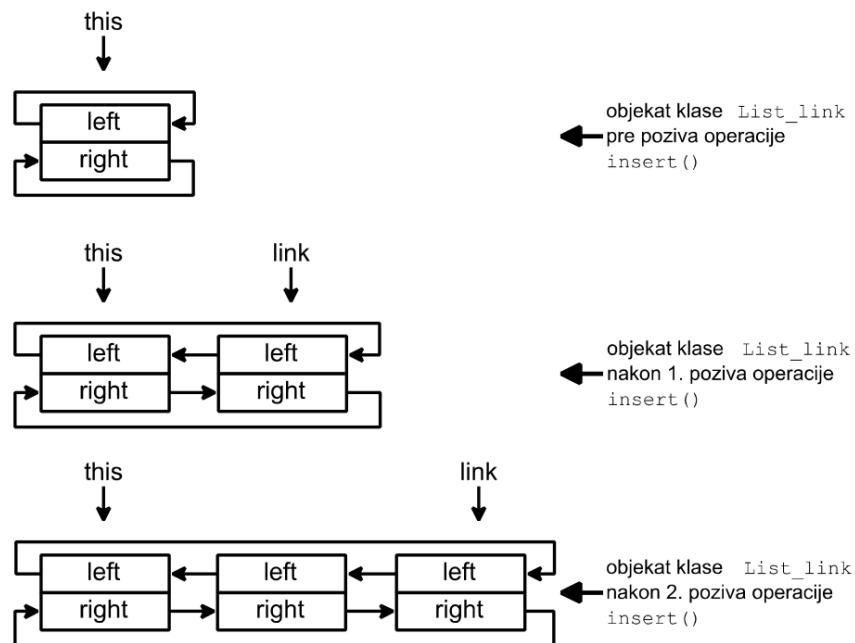 this
left
right
objekat klase List_link
pre poziva operacije
insert()
this link
left left
right right
objekat klase List_link
nakon 1. poziva operacije
insert()
this link
left left left
right right right
objekat klase List_link
nakon 2. poziva operacije
insert()